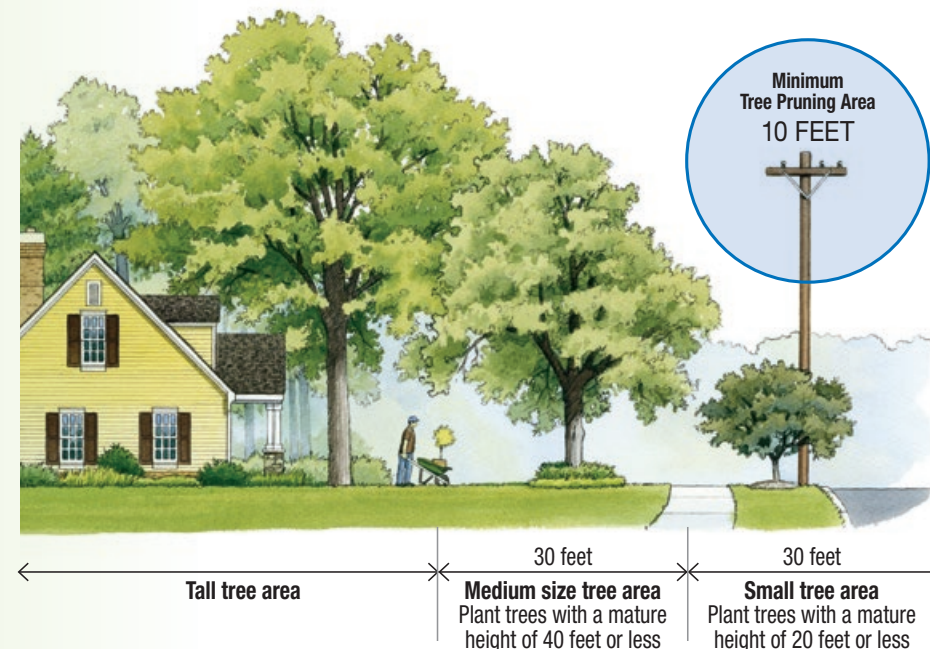 Minimum
Tree Pruning Area
10 FEET
30 feet
30 feet
Tall tree area
Medium size tree area
Plant trees with a mature
height of 40 feet or less
Small tree area
Plant trees with a mature
height of 20 feet or less